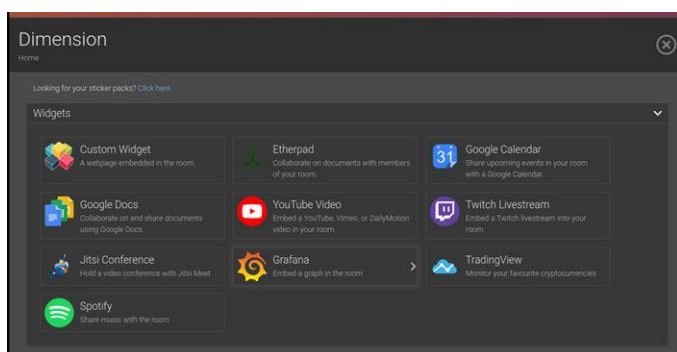 Dimension
Home
Looking for your sticker packs? Click here.
Widgets
Custom Widget
A webpage embedded in the room.
Etherpad
Collaborate on documents with members
of your room.
31
Google Calendar
Share upcoming events in your room
with a Google Calendar.
Google Docs
Collaborate on and share documents
using Google Docs.
YouTube Video
Embed a YouTube, Vimeo, or DailyMotion
video in your room.
Twitch Livestream
Embed a Twitch livestream into your
room.
Jitsi Conference
Hold a video conference with Jitsi Meet
Grafana
Embed a graph in the room
TradingView
Monitor your favourite cryptocurrencies
Spotify
Share music with the room